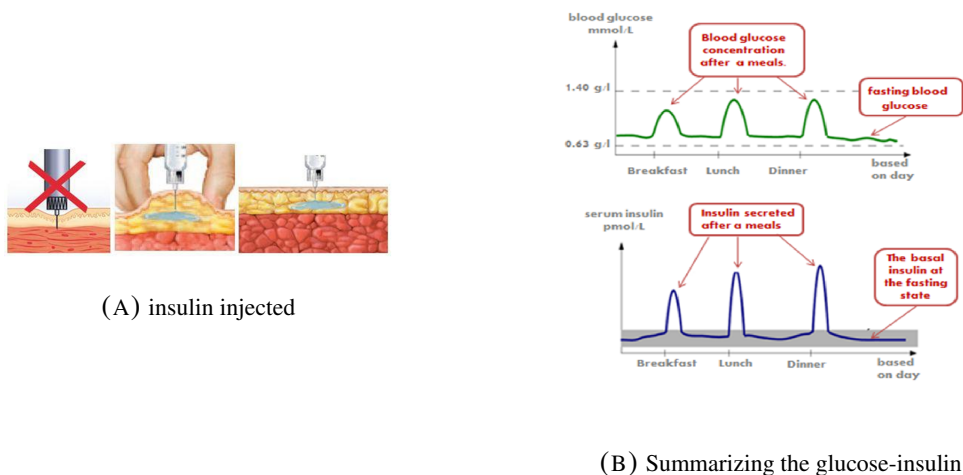 blood glucose
mmol/L
Blood glucose
concentration
after a meals.
1.40 g/l
fasting blood
glucose
0.63 g/l
based
on day
Breakfast
Lunch
Dinner
serum insulin
pmol/L
Insulin secreted
after a meals
The basal
insulin at
the fasting
state
Breakfast
Lunch
Dinner
based
on day
(A) insulin injected
(B) Summarizing the glucose-insulin